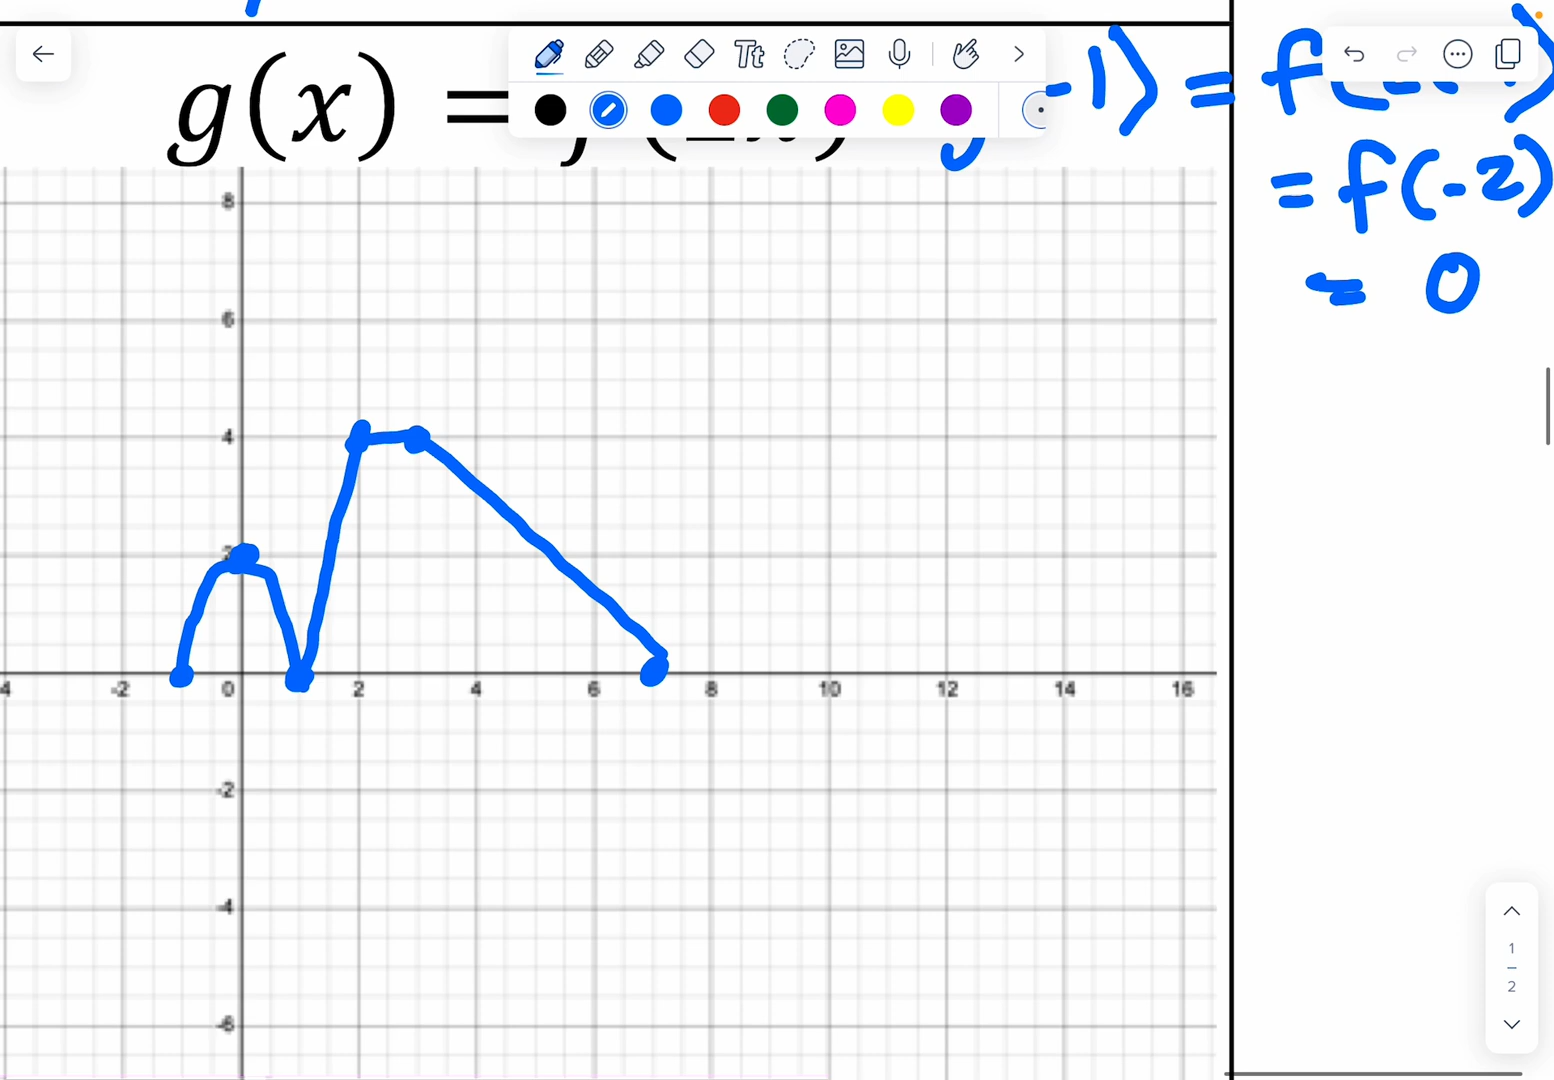 g(x) =
-1) = f(
= f(-2)
= 0
Tt
8
6
4
2
4 -2 0 2 4 6 8 10 12 14 16
-2
-4
-6
1
2